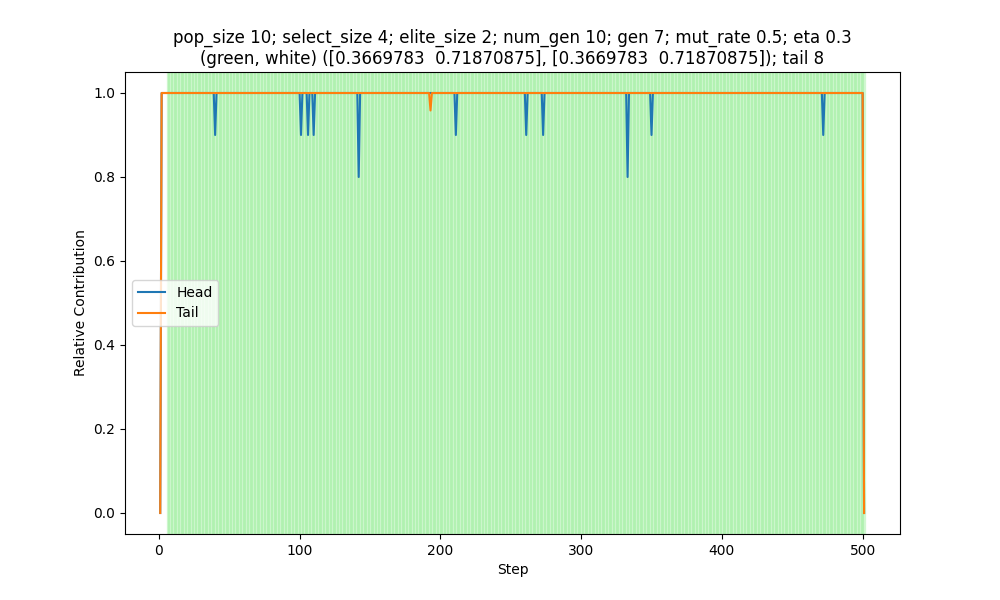 pop_size 10; select_size 4; elite_size 2; num_gen 10; gen 7; mut_rate 0.5; eta 0.3
(green, white) ([0.3669783  0.71870875], [0.3669783  0.71870875]); tail 8
1.0
0.8
0.6
0.4
0.2
0.0
Relative Contribution
Head
Tail
0
100
200
300
400
500
Step